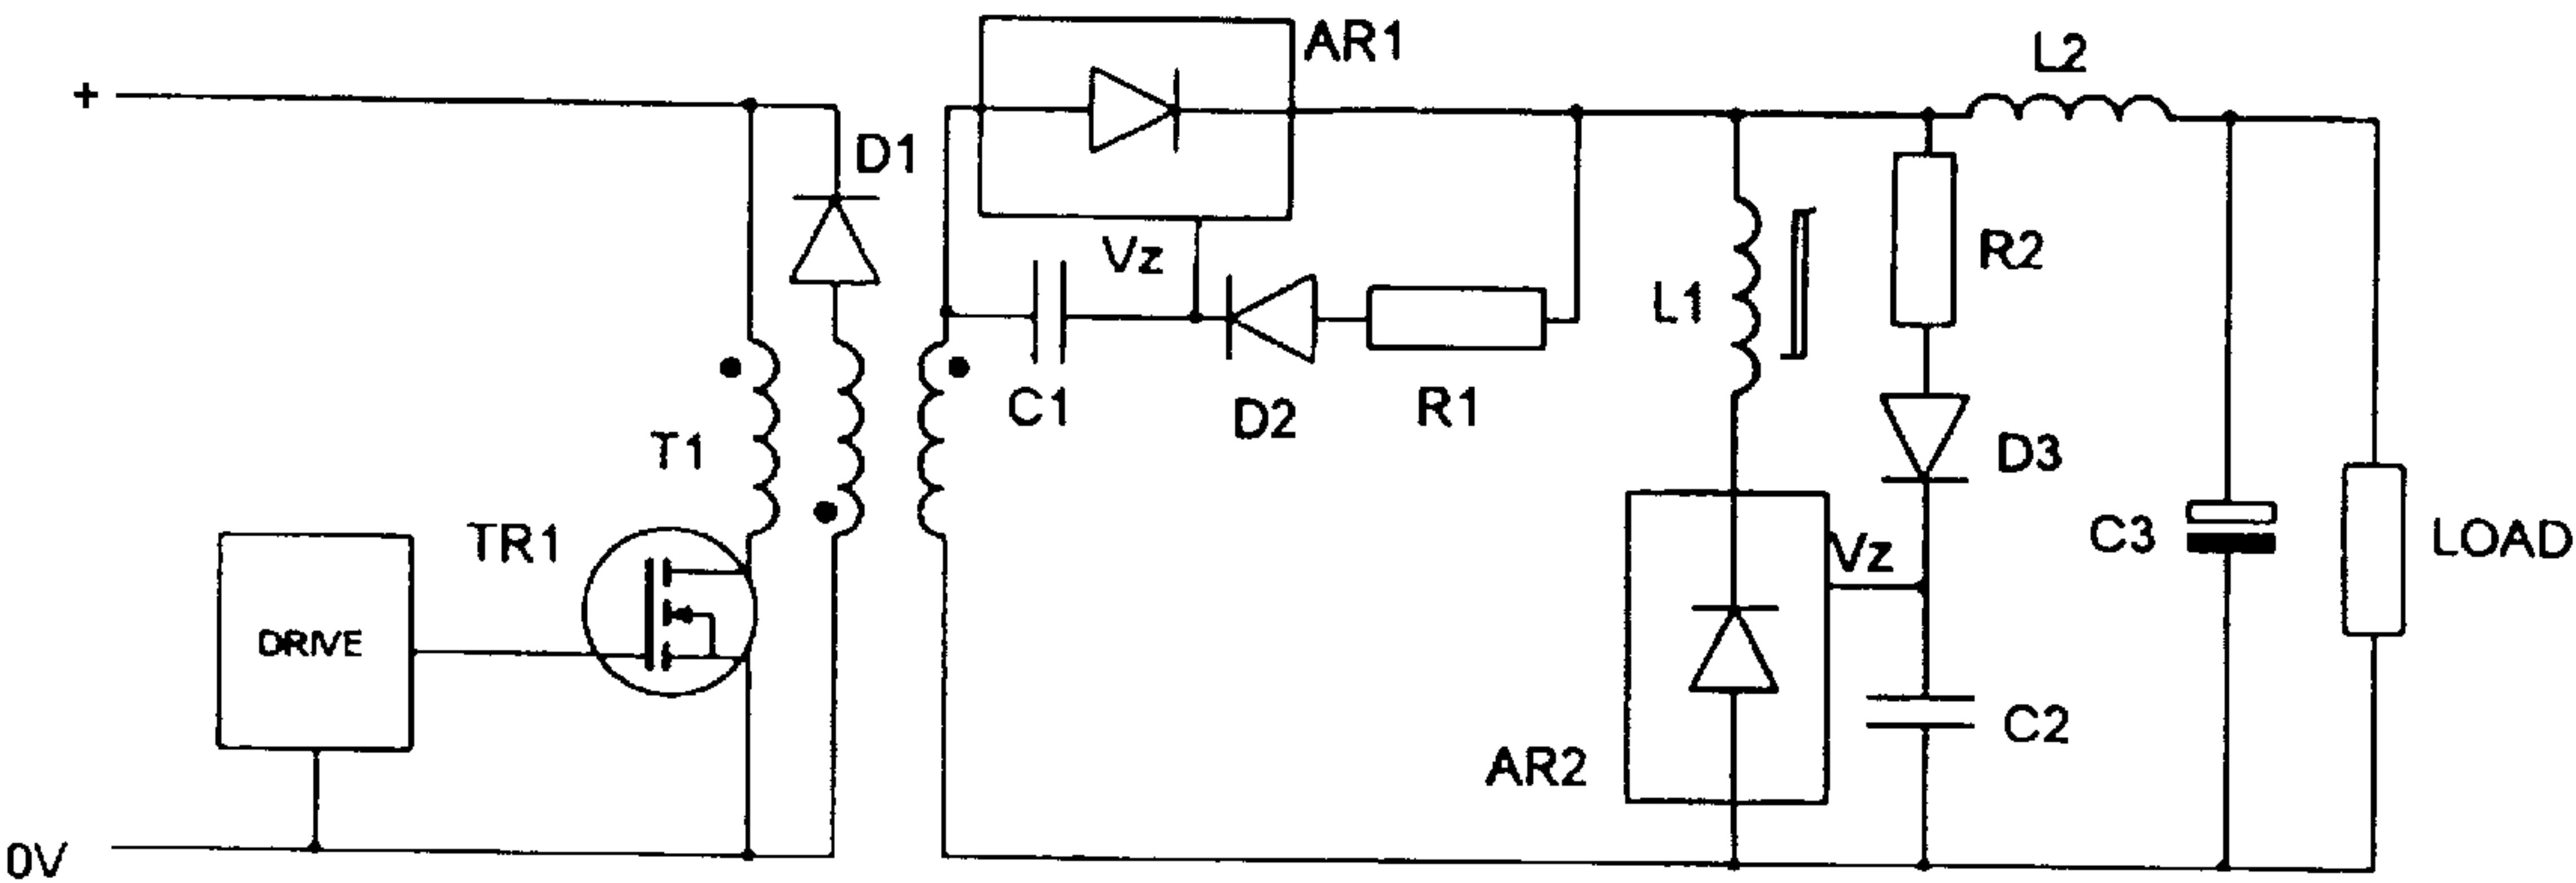 AR1
L2
+
D1
Vz
R2
L1
C1
D2
R1
T1
D3
TR1
Vz
C3
LOAD
DRIVE
C2
AR2
0V